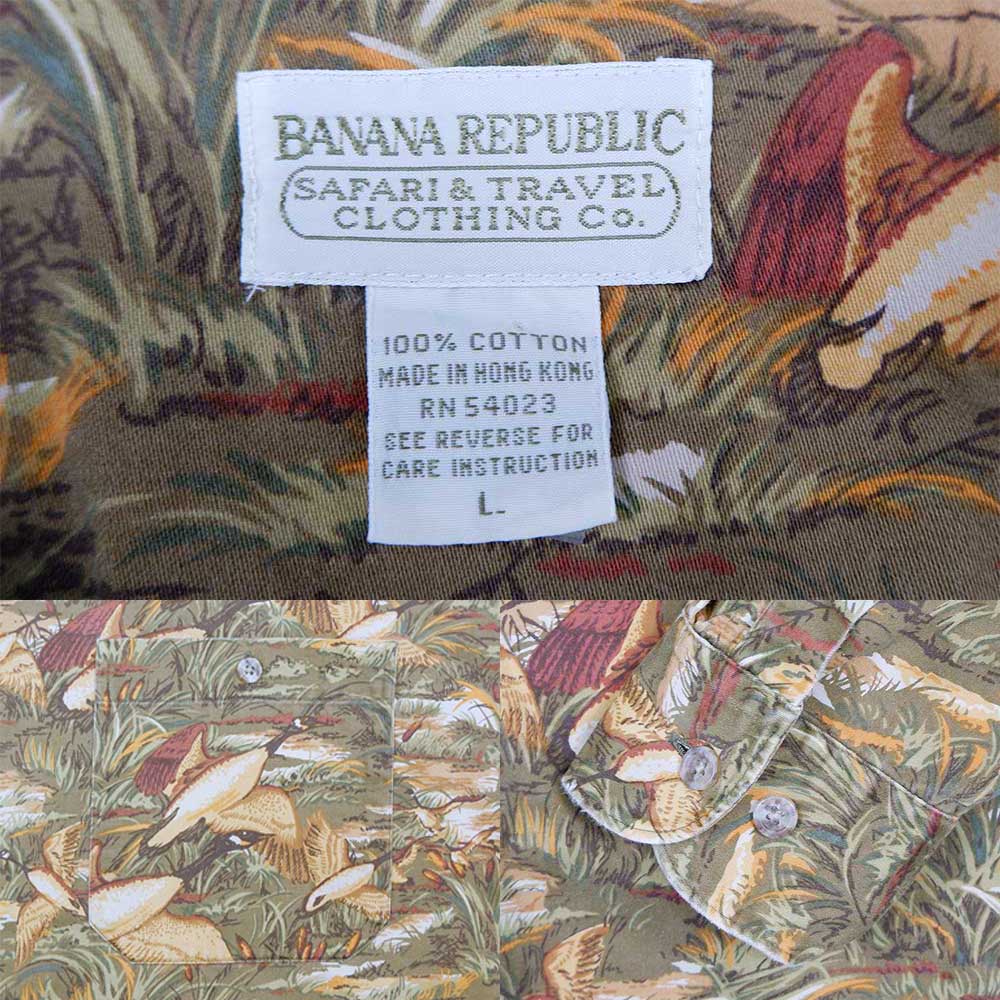 BANANA REPUBLIC
SAFARI & TRAVEL
CLOTHING Co.
100% COTTON
MADE IN HONG KONG
RN 54023
SEE REVERSE FOR
CARE INSTRUCTION
L.